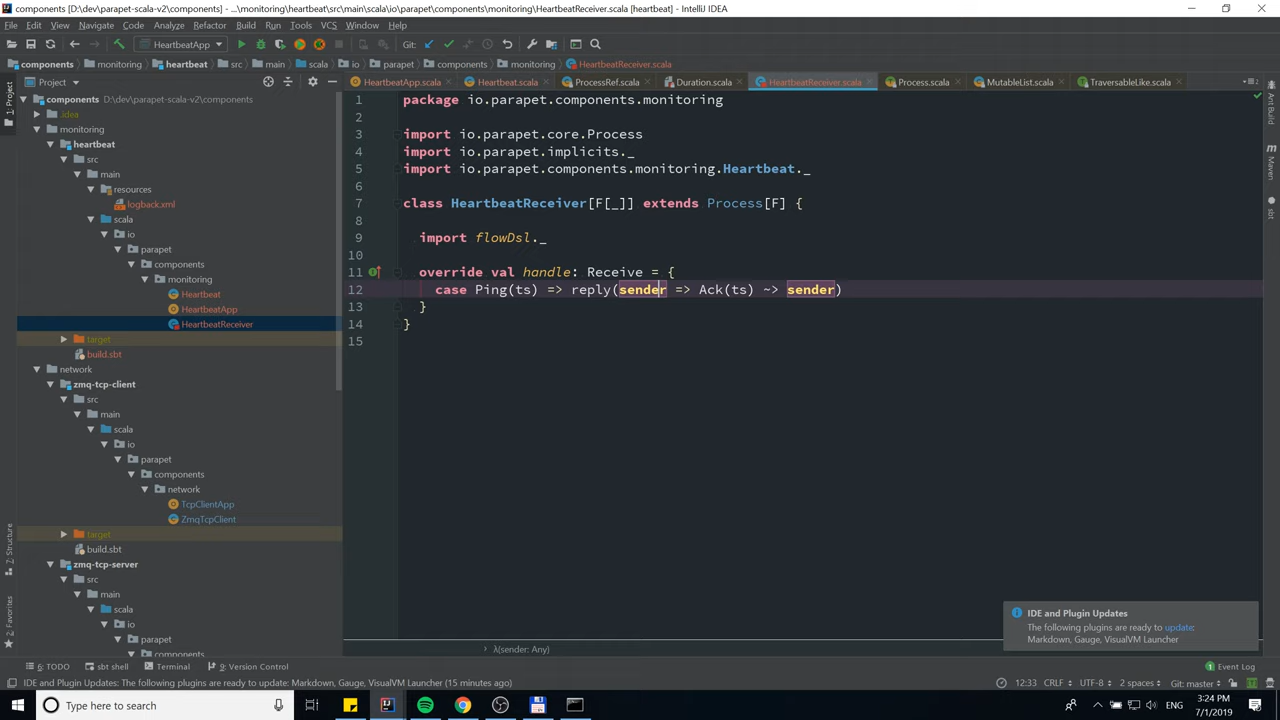 components [D:\dev\parapet-scala-v2\components] - ...\monitoring\heartbeat\src\main\scala\io\parapet\components\monitoring\HeartbeatReceiver.scala [heartbeat] - IntelliJ IDEA
File Edit View Navigate Code Analyze Refactor Build Run Tools VCS Window Help
HeartbeatApp Git:
components monitoring heartbeat src main scala io parapet components monitoring HeartbeatReceiver.scala
Project
HeartbeatApp.scala Heartbeat.scala ProcessRef.scala Duration.scala HeartbeatReceiver.scala Process.scala MutableList.scala TraversableLike.scala
components D:\dev\parapet-scala-v2\components
.idea
monitoring
heartbeat
src
main
resources
logback.xml
scala
io
parapet
components
monitoring
Heartbeat
HeartbeatApp
HeartbeatReceiver
target
build.sbt
network
zmq-tcp-client
src
main
scala
io
parapet
components
network
TcpClientApp
ZmqTcpClient
target
build.sbt
zmq-tcp-server
src
main
scala
io
parapet
components
1 package io.parapet.components.monitoring
2
3 import io.parapet.core.Process
4 import io.parapet.implicits._
5 import io.parapet.components.monitoring.Heartbeat._
6
7 class HeartbeatReceiver[F[_]] extends Process[F] {
8
9 import flowDsl._
10
11 override val handle: Receive = {
12 case Ping(ts) => reply(sender => Ack(ts) ~> sender)
13 }
14 }
15
λ(sender: Any)
1: Project
7: Structure
2: Favorites
Ant Build
Maven
Database
IDE and Plugin Updates
The following plugins are ready to update:
Markdown, Gauge, VisualVM Launcher
6: TODO sbt shell Terminal 9: Version Control Event Log
IDE and Plugin Updates: The following plugins are ready to update: Markdown, Gauge, VisualVM Launcher (15 minutes ago) 12:33 CRLF UTF-8 2 spaces Git: master
Type here to search
ENG
3:24 PM
7/1/2019